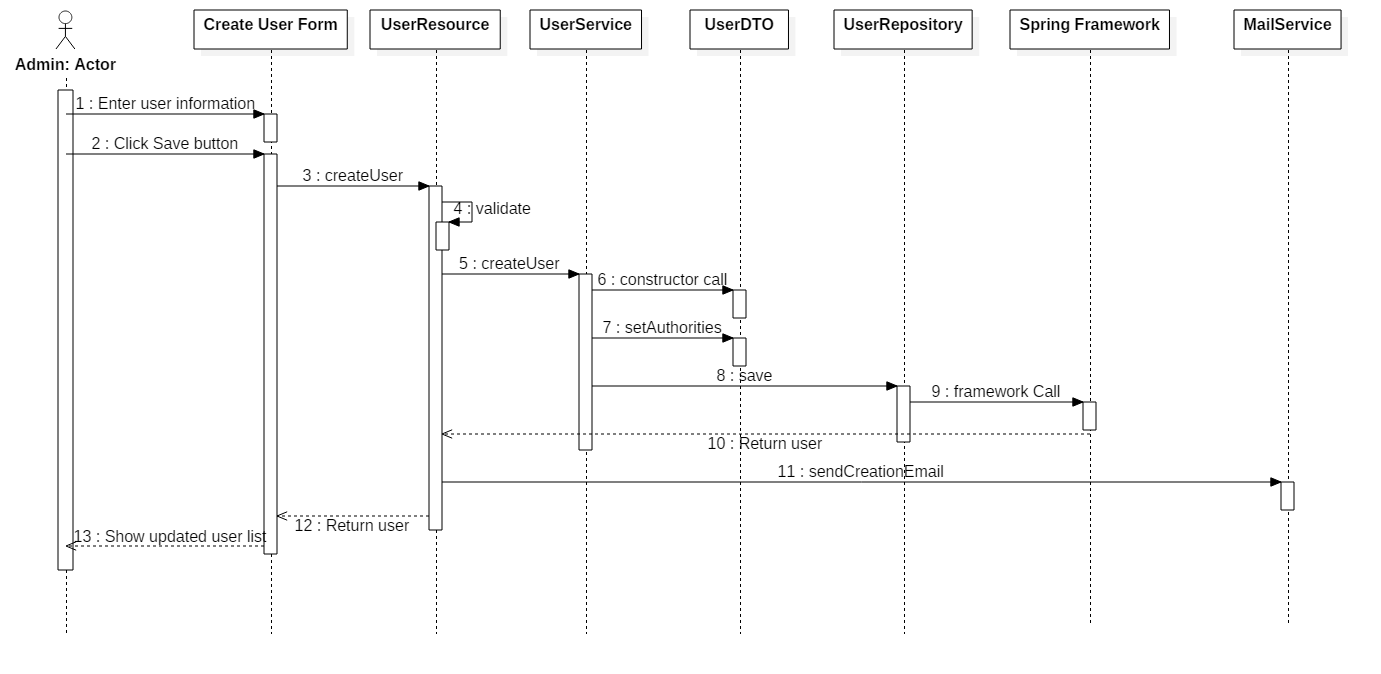 Admin: Actor
Create User Form
UserResource
UserService
UserDTO
UserRepository
Spring Framework
MailService
1 : Enter user information
2 : Click Save button
3 : createUser
4 : validate
5 : createUser
6 : constructor call
7 : setAuthorities
8 : save
9 : framework Call
10 : Return user
11 : sendCreationEmail
12 : Return user
13 : Show updated user list